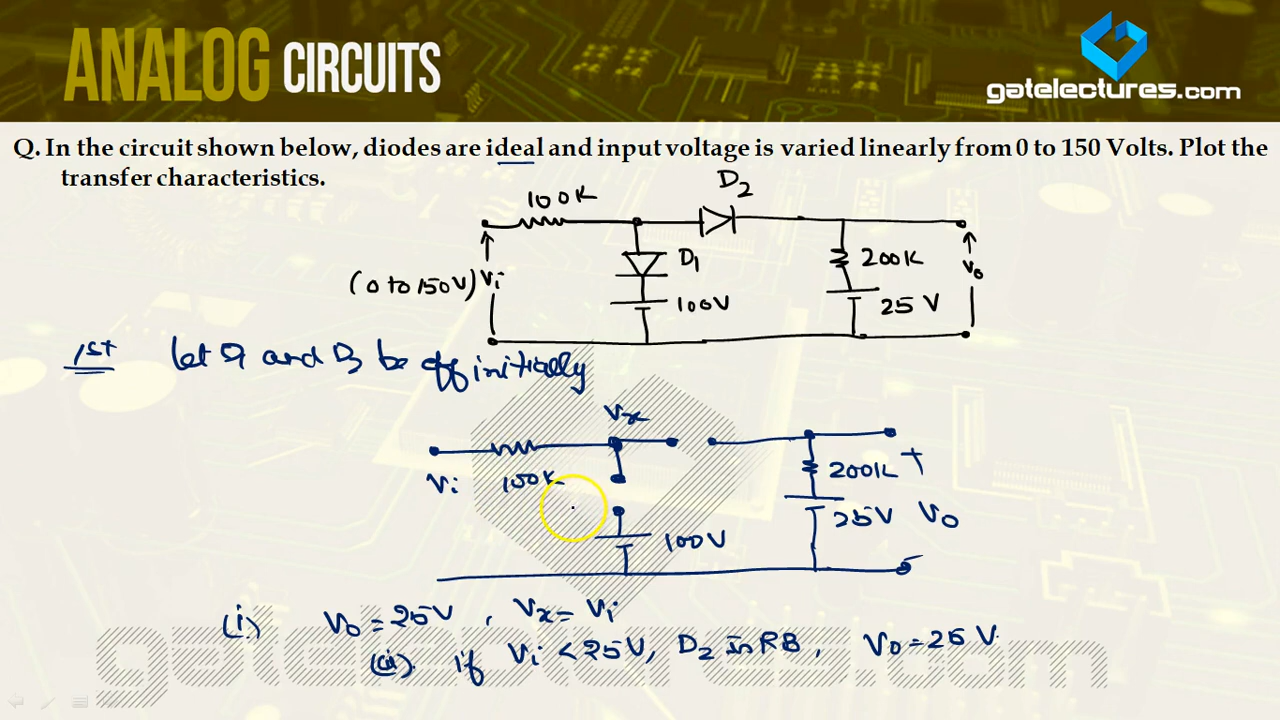 ANALOG CIRCUITS
gatelectures.com
Q. In the circuit shown below, diodes are ideal and input voltage is varied linearly from 0 to 150 Volts. Plot the
transfer characteristics.
D2
100K
D1
200K
(0 to 150V) Vi
Vo
100V
25 V
1st let D1 and D2 be off initially
Vx
Vi
100K
200K +
25V Vo
100V
-
(i) Vo = 25V, Vx = Vi
(a). if Vi < 25V, D2 in RB, Vo = 25 V.
gatelectures.com